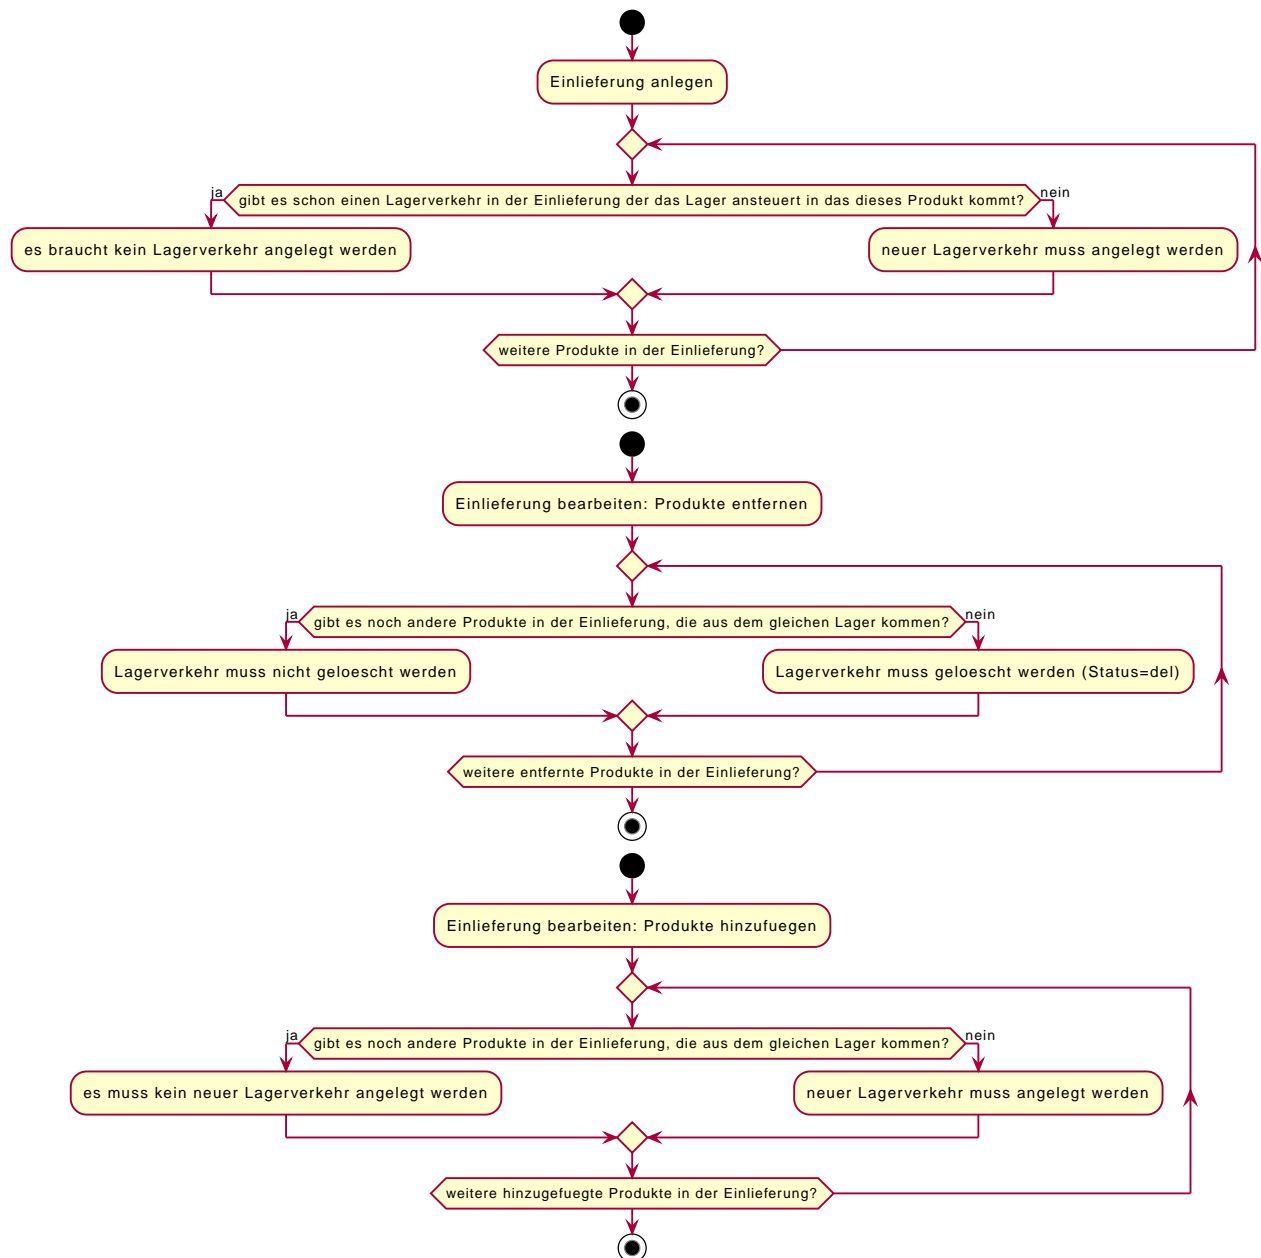 Einlieferung anlegen
ja
gibt es schon einen Lagerverkehr in der Einlieferung der das Lager ansteuert in das dieses Produkt kommt?
nein
es braucht kein Lagerverkehr angelegt werden
neuer Lagerverkehr muss angelegt werden
weitere Produkte in der Einlieferung?
Einlieferung bearbeiten: Produkte entfernen
ja
gibt es noch andere Produkte in der Einlieferung, die aus dem gleichen Lager kommen?
nein
Lagerverkehr muss nicht geloescht werden
Lagerverkehr muss geloescht werden (Status=del)
weitere entfernte Produkte in der Einlieferung?
Einlieferung bearbeiten: Produkte hinzufuegen
ja
gibt es noch andere Produkte in der Einlieferung, die aus dem gleichen Lager kommen?
nein
es muss kein neuer Lagerverkehr angelegt werden
neuer Lagerverkehr muss angelegt werden
weitere hinzugefuegte Produkte in der Einlieferung?